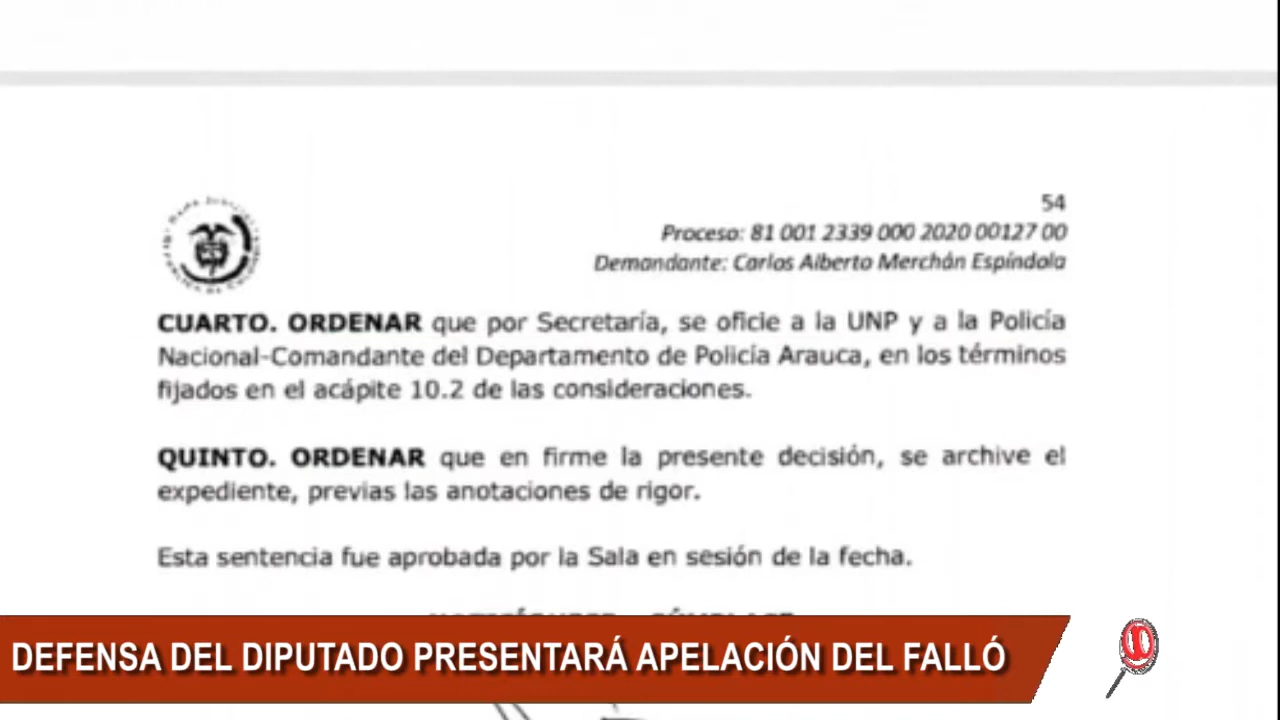 54
Proceso: 81 001 2339 000 2020 00127 00
Demandante: Carlos Alberto Merchán Espíndola
CUARTO. ORDENAR que por Secretaría, se oficie a la UNP y a la Policía
Nacional-Comandante del Departamento de Policía Arauca, en los términos
fijados en el acápite 10.2 de las consideraciones.
QUINTO. ORDENAR que en firme la presente decisión, se archive el
expediente, previas las anotaciones de rigor.
Esta sentencia fue aprobada por la Sala en sesión de la fecha.
DEFENSA DEL DIPUTADO PRESENTARÁ APELACIÓN DEL FALLÓ